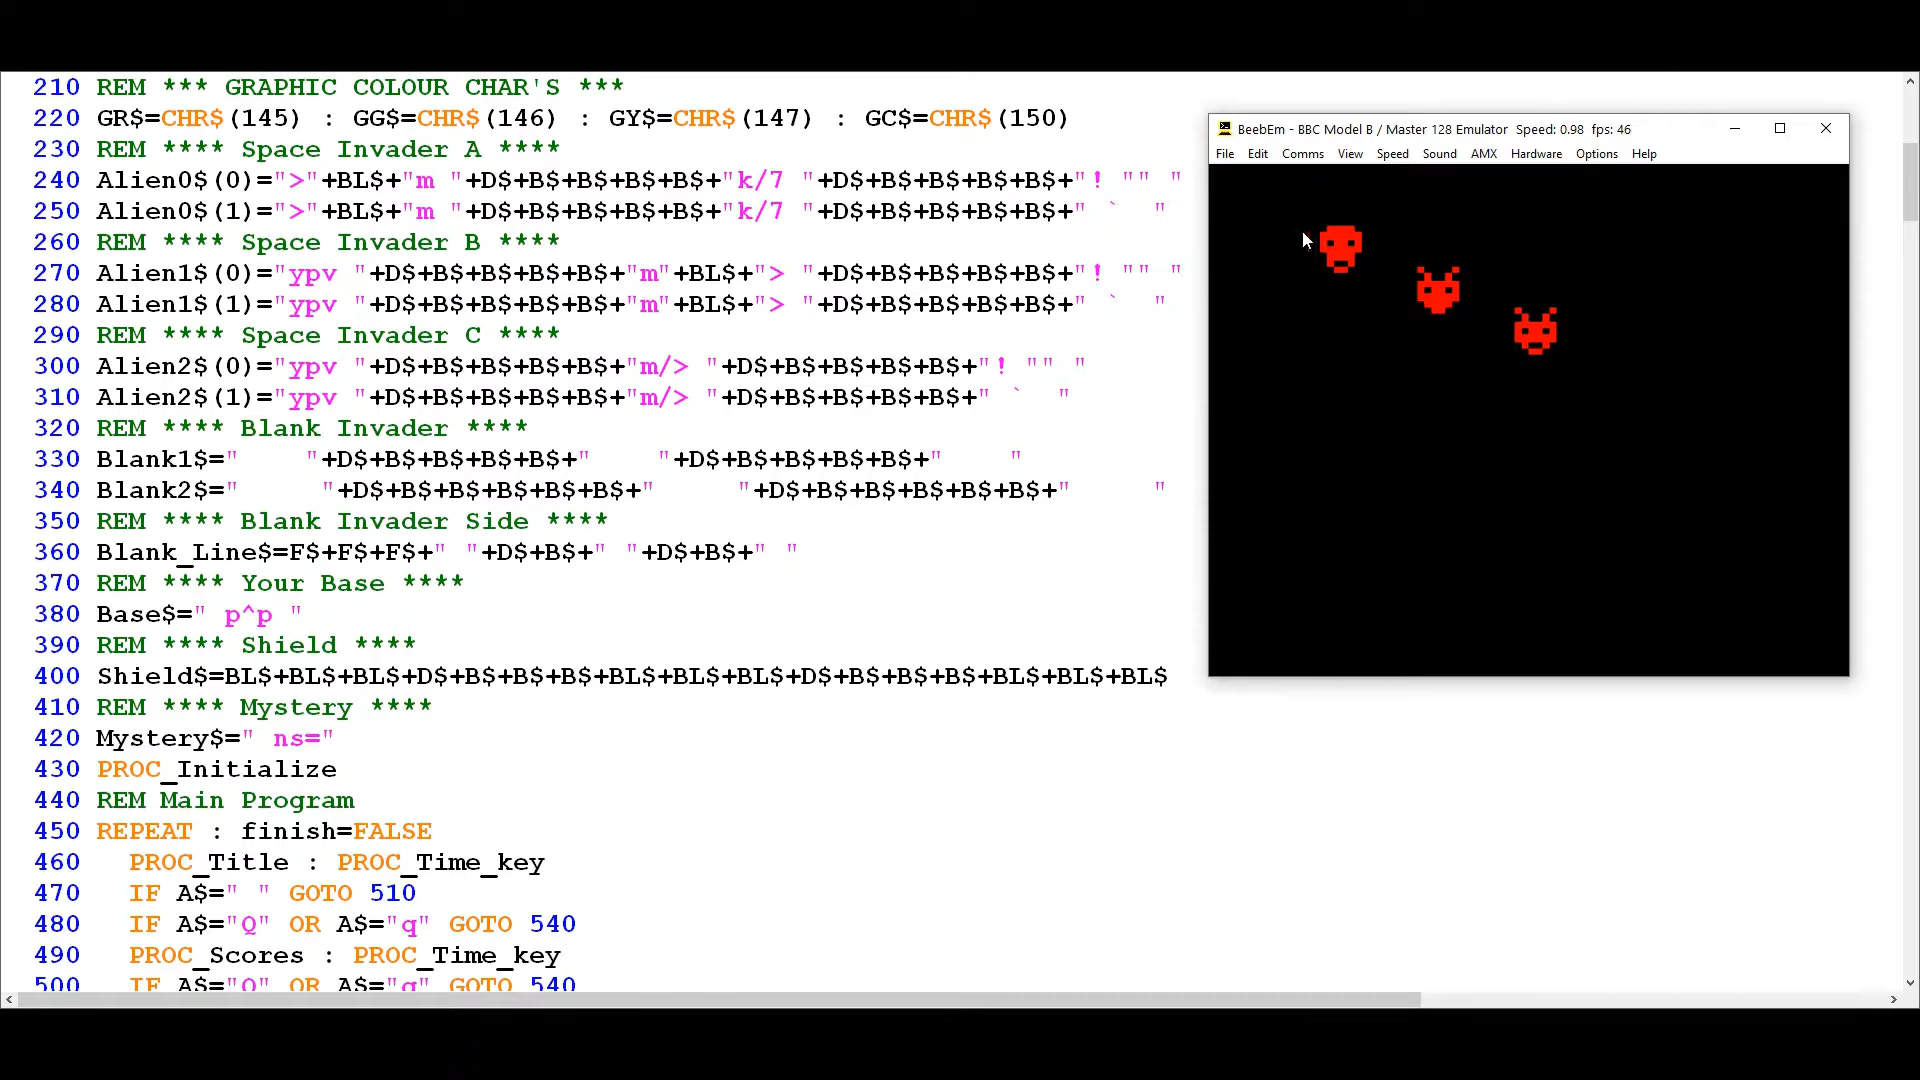 210 REM *** GRAPHIC COLOUR CHAR'S ***
220 GR$=CHR$(145) : GG$=CHR$(146) : GY$=CHR$(147) : GC$=CHR$(150)
230 REM **** Space Invader A ****
240 Alien0$(0)=">"+BL$+"m "+D$+B$+B$+B$+B$+"k/7 "+D$+B$+B$+B$+B$+"! "" "
250 Alien0$(1)=">"+BL$+"m "+D$+B$+B$+B$+B$+"k/7 "+D$+B$+B$+B$+B$+" `  "
260 REM **** Space Invader B ****
270 Alien1$(0)="ypv "+D$+B$+B$+B$+B$+"m"+BL$+"> "+D$+B$+B$+B$+B$+"! "" "
280 Alien1$(1)="ypv "+D$+B$+B$+B$+B$+"m"+BL$+"> "+D$+B$+B$+B$+B$+" `  "
290 REM **** Space Invader C ****
300 Alien2$(0)="ypv "+D$+B$+B$+B$+B$+"m/> "+D$+B$+B$+B$+B$+"! "" "
310 Alien2$(1)="ypv "+D$+B$+B$+B$+B$+"m/> "+D$+B$+B$+B$+B$+" `  "
320 REM **** Blank Invader ****
330 Blank1$="    "+D$+B$+B$+B$+B$+"    "+D$+B$+B$+B$+B$+"    "
340 Blank2$="     "+D$+B$+B$+B$+B$+B$+"     "+D$+B$+B$+B$+B$+B$+"     "
350 REM **** Blank Invader Side ****
360 Blank_Line$=F$+F$+F$+" "+D$+B$+" "+D$+B$+" "
370 REM **** Your Base ****
380 Base$=" p^p "
390 REM **** Shield ****
400 Shield$=BL$+BL$+BL$+D$+B$+B$+B$+BL$+BL$+BL$+D$+B$+B$+B$+BL$+BL$+BL$
410 REM **** Mystery ****
420 Mystery$=" ns="
430 PROC_Initialize
440 REM Main Program
450 REPEAT : finish=FALSE
460 PROC_Title : PROC_Time_key
470 IF A$=" " GOTO 510
480 IF A$="Q" OR A$="q" GOTO 540
490 PROC_Scores : PROC_Time_key
500 IF A$="Q" OR A$="q" GOTO 540
BeebEm - BBC Model B / Master 128 Emulator Speed: 0.98 fps: 46
File Edit Comms View Speed Sound AMX Hardware Options Help